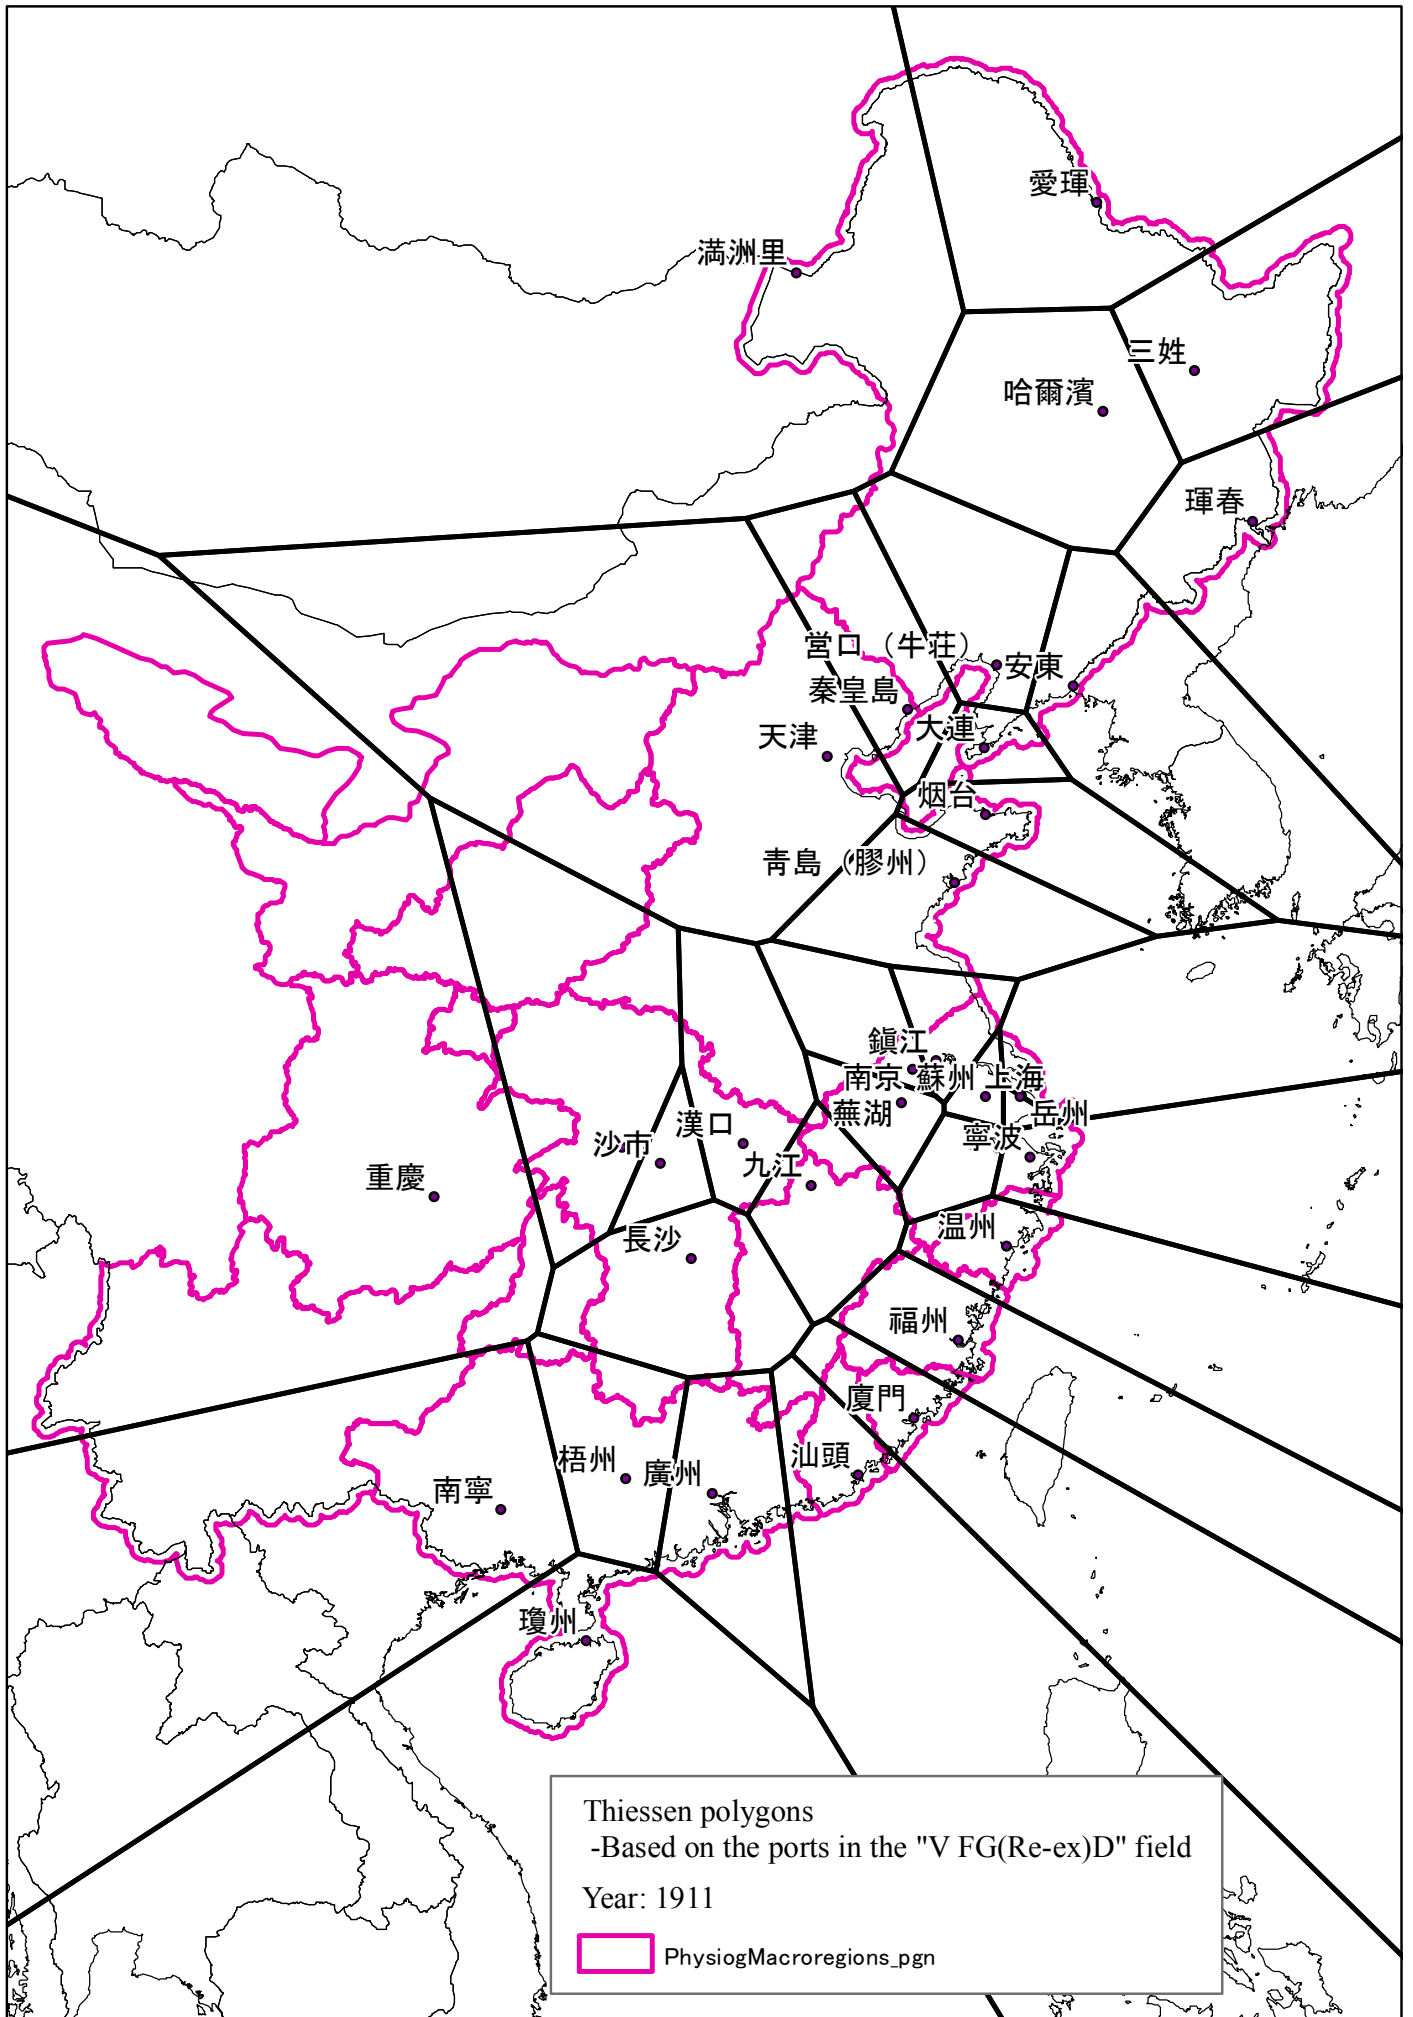 愛琿
満洲里
三姓
哈爾濱
琿春
営口（牛荘）
安東
秦皇島
大連
天津
烟台
青島（膠州）
鎭江
南京
蘇州
上海
蕪湖
岳州
漢口
寧波
沙市
九江
重慶
温州
長沙
福州
廈門
梧州
汕頭
廣州
南寧
瓊州
Thiessen polygons
-Based on the ports in the "V FG(Re-ex)D" field
Year: 1911
PhysiogMacroregions_pgn